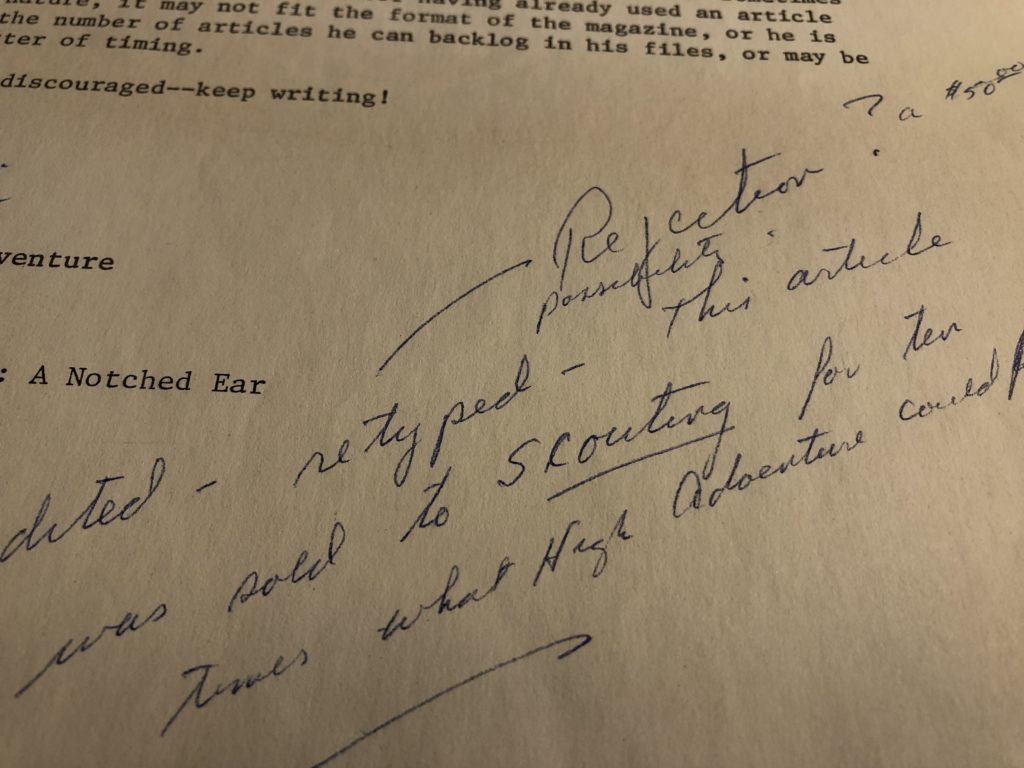 nature, it may not fit the format of the magazine, or he is
having already used an article
the number of articles he can backlog in his files, or may be
ter of timing.
discouraged--keep writing!
venture
: A Notched Ear
Rejection ? a $50.00
possibility.
dited - retyped - this article
was sold to Scouting for ten
times what High Adventure could